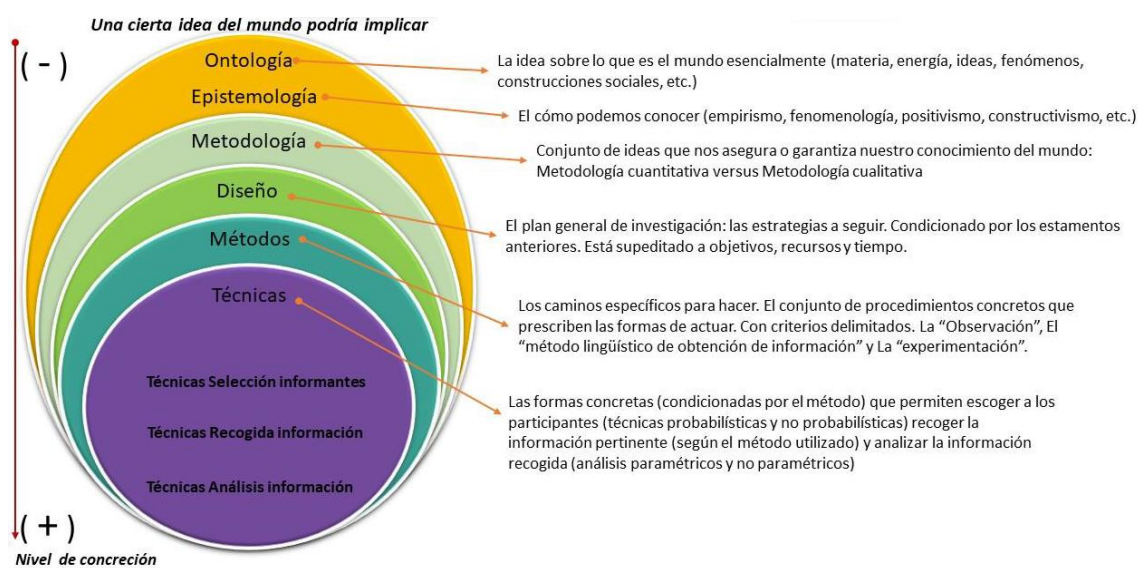 Una cierta idea del mundo podría implicar
( - )
Ontología
La idea sobre lo que es el mundo esencialmente (materia, energía, ideas, fenómenos,
construcciones sociales, etc.)
Epistemología
El cómo podemos conocer (empirismo, fenomenología, positivismo, constructivismo, etc.)
Metodología
Conjunto de ideas que nos asegura o garantiza nuestro conocimiento del mundo:
Metodología cuantitativa versus Metodología cualitativa
Diseño
El plan general de investigación: las estrategias a seguir. Condicionado por los estamentos
anteriores. Está supeditado a objetivos, recursos y tiempo.
Métodos
Los caminos específicos para hacer. El conjunto de procedimientos concretos que
prescriben las formas de actuar. Con criterios delimitados. La “Observación”, El
“método lingüístico de obtención de información” y La “experimentación”.
Técnicas
Técnicas Selección informantes
Técnicas Recogida información
Técnicas Análisis información
Las formas concretas (condicionadas por el método) que permiten escoger a los
participantes (técnicas probabilísticas y no probabilísticas) recoger la
información pertinente (según el método utilizado) y analizar la información
recogida (análisis paramétricos y no paramétricos)
( + )
Nivel de concreción